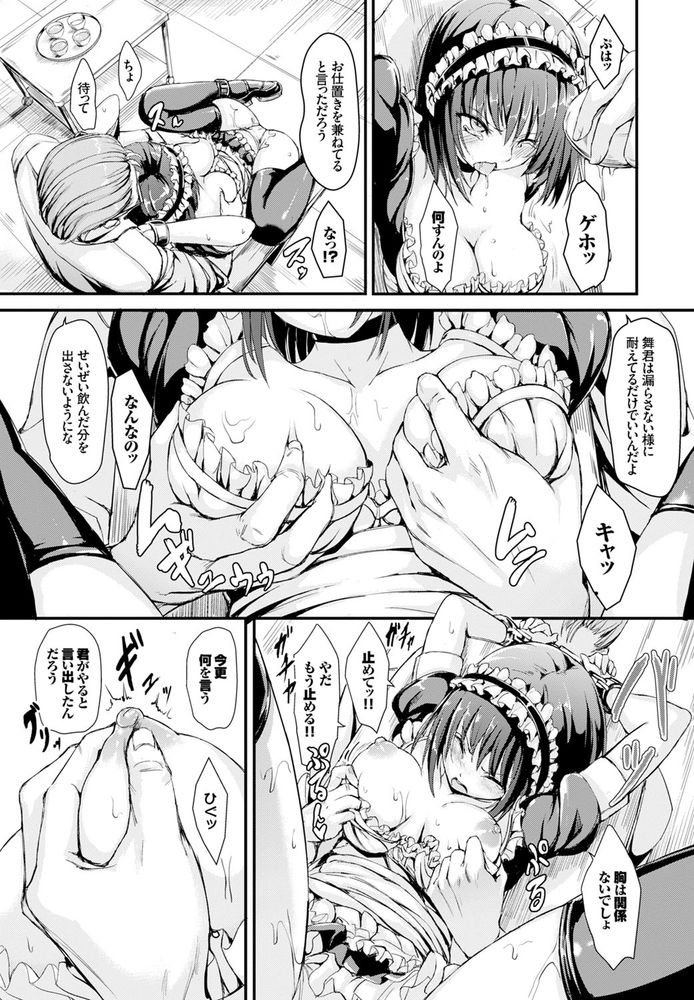 ぷはッ
ゲホッ
何すんのよ
お仕置きを兼ねてる
と言っただろう
ちょ
待って
なっ!?
スッ
スッ
舞君は漏らさない様に
耐えてるだけでいいんだよ
キャッ
なんなのッ
せいぜい飲んだ分を
出さないようにな
ガチャ
ガチャ
止めてッ!!
やだ
もう止める!!
胸は関係
ないでしょ
ぷるん
ぷる
今更
何を言う
君がやると
言い出したん
だろう
ギュ
グリッ
ひくッ